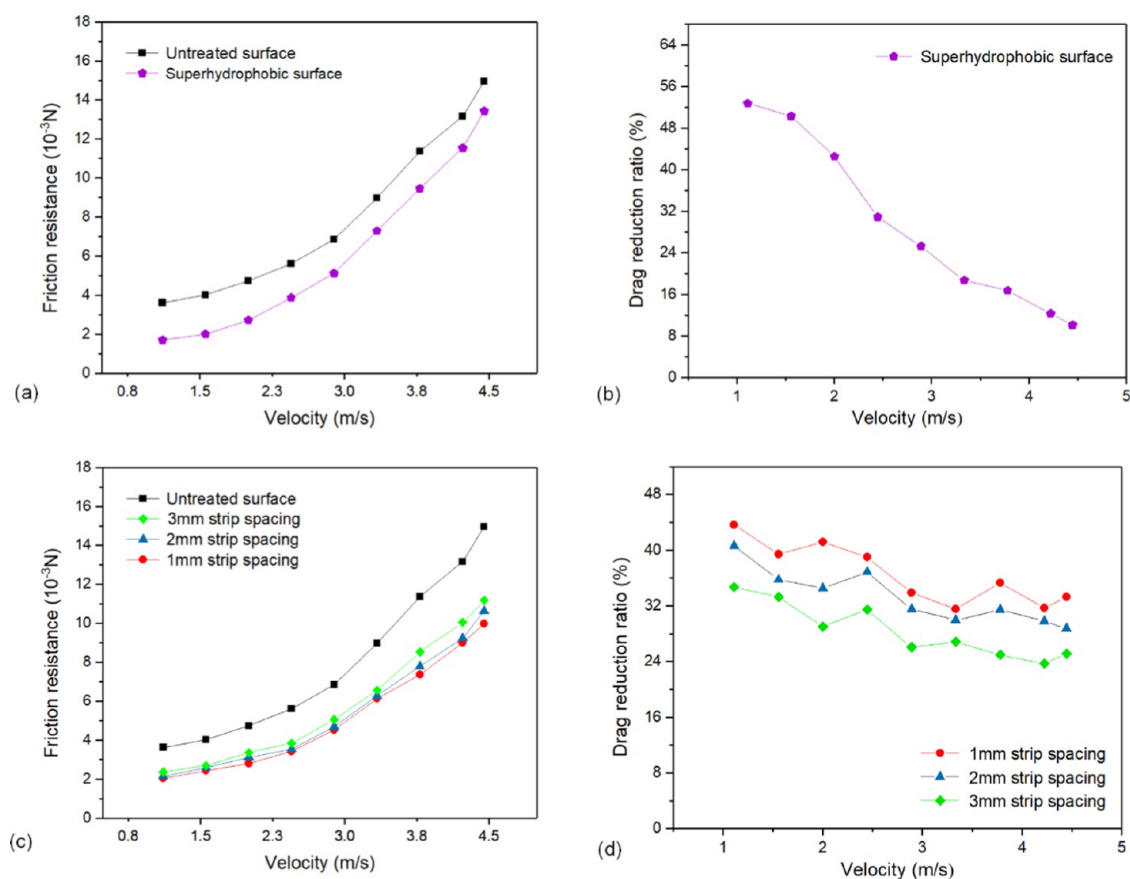 18
16
14
12
10
8
6
4
2
0
Friction resistance (10⁻³N)
Untreated surface
Superhydrophobic surface
0.8 1.5 2.3 3.0 3.8 4.5
Velocity (m/s)
(a)
64
56
48
40
32
24
16
8
0
Drag reduction ratio (%)
Superhydrophobic surface
1 2 3 4 5
Velocity (m/s)
(b)
18
16
14
12
10
8
6
4
2
0
Friction resistance (10⁻³N)
Untreated surface
3mm strip spacing
2mm strip spacing
1mm strip spacing
0.8 1.5 2.3 3.0 3.8 4.5
Velocity (m/s)
(c)
48
40
32
24
16
8
0
Drag reduction ratio (%)
1mm strip spacing
2mm strip spacing
3mm strip spacing
1 2 3 4 5
Velocity (m/s)
(d)